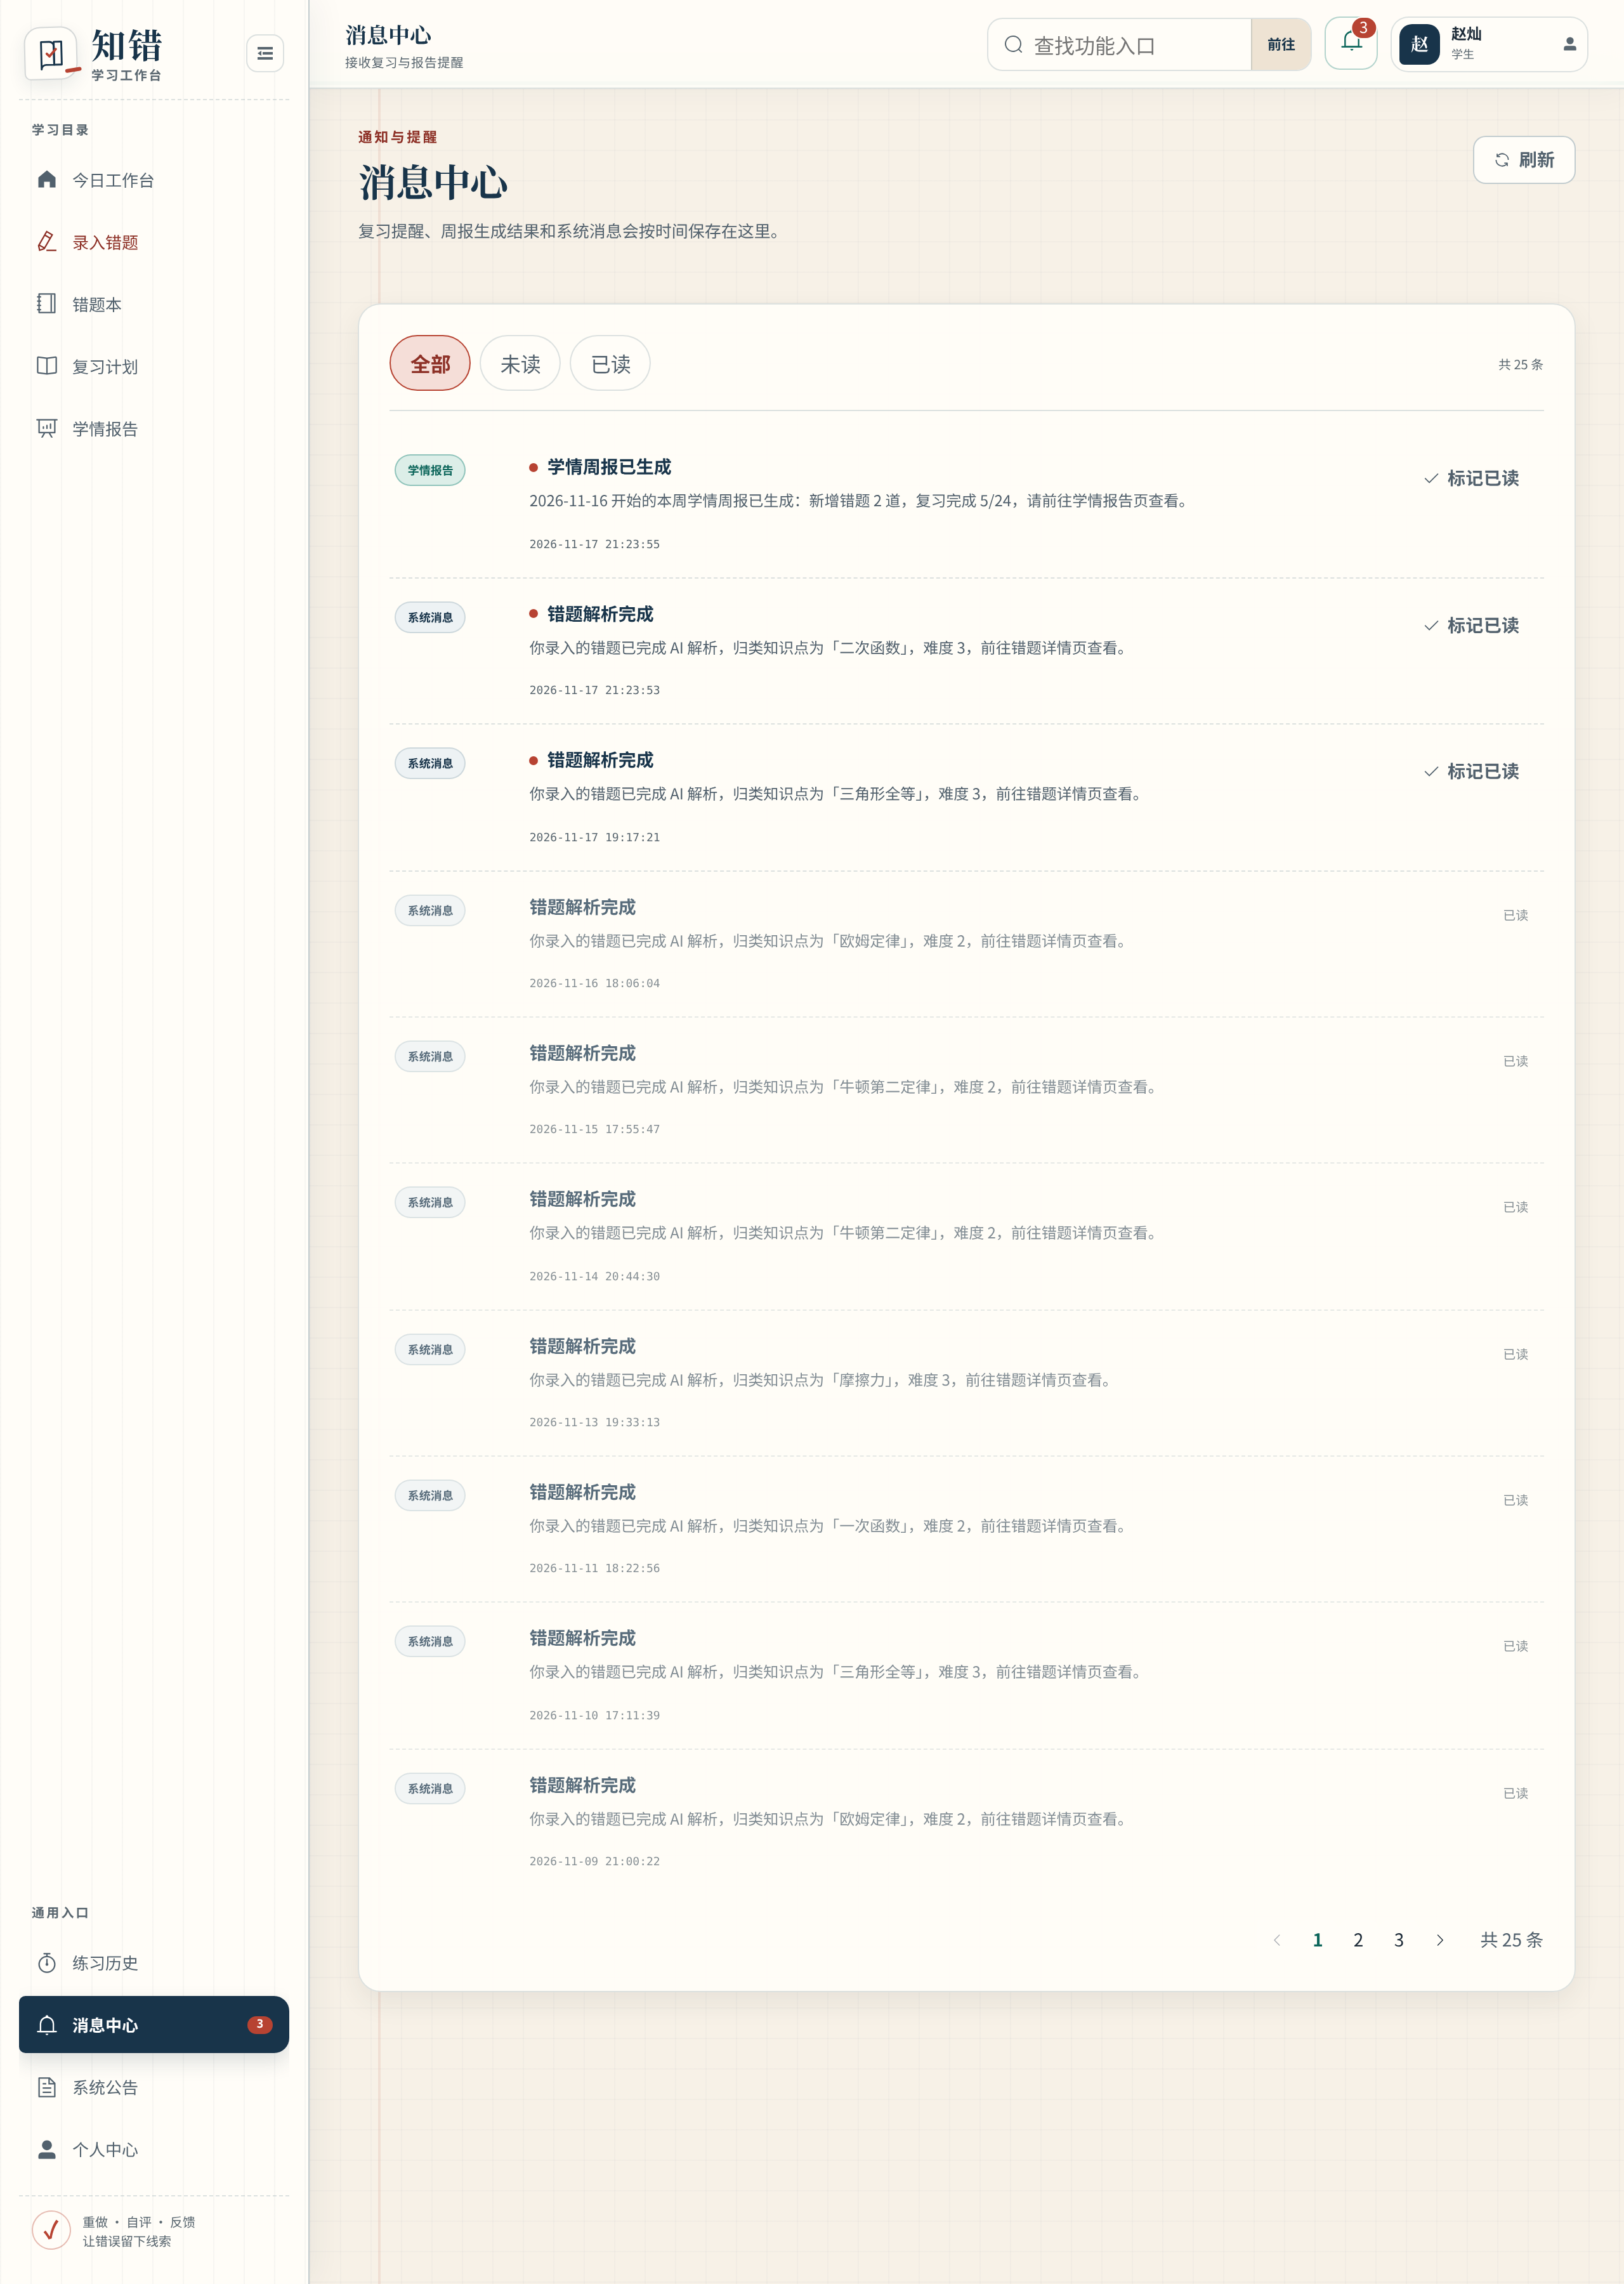 知错
学习工作台
学习目录
今日工作台
录入错题
错题本
复习计划
学情报告
通用入口
练习历史
消息中心 3
系统公告
个人中心
重做 · 自评 · 反馈
让错误留下线索
消息中心
接收复习与报告提醒
查找功能入口 前往
3
赵 赵灿
学生
通知与提醒
消息中心
复习提醒、周报生成结果和系统消息会按时间保存在这里。
刷新
全部 未读 已读 共 25 条
学情报告 学情周报已生成 标记已读
2026-11-16 开始的本周学情周报已生成：新增错题 2 道，复习完成 5/24，请前往学情报告页查看。
2026-11-17 21:23:55
系统消息 错题解析完成 标记已读
你录入的错题已完成 AI 解析，归类知识点为「二次函数」，难度 3，前往错题详情页查看。
2026-11-17 21:23:53
系统消息 错题解析完成 标记已读
你录入的错题已完成 AI 解析，归类知识点为「三角形全等」，难度 3，前往错题详情页查看。
2026-11-17 19:17:21
系统消息 错题解析完成 已读
你录入的错题已完成 AI 解析，归类知识点为「欧姆定律」，难度 2，前往错题详情页查看。
2026-11-16 18:06:04
系统消息 错题解析完成 已读
你录入的错题已完成 AI 解析，归类知识点为「牛顿第二定律」，难度 2，前往错题详情页查看。
2026-11-15 17:55:47
系统消息 错题解析完成 已读
你录入的错题已完成 AI 解析，归类知识点为「牛顿第二定律」，难度 2，前往错题详情页查看。
2026-11-14 20:44:30
系统消息 错题解析完成 已读
你录入的错题已完成 AI 解析，归类知识点为「摩擦力」，难度 3，前往错题详情页查看。
2026-11-13 19:33:13
系统消息 错题解析完成 已读
你录入的错题已完成 AI 解析，归类知识点为「一次函数」，难度 2，前往错题详情页查看。
2026-11-11 18:22:56
系统消息 错题解析完成 已读
你录入的错题已完成 AI 解析，归类知识点为「三角形全等」，难度 3，前往错题详情页查看。
2026-11-10 17:11:39
系统消息 错题解析完成 已读
你录入的错题已完成 AI 解析，归类知识点为「欧姆定律」，难度 2，前往错题详情页查看。
2026-11-09 21:00:22
1 2 3 共 25 条